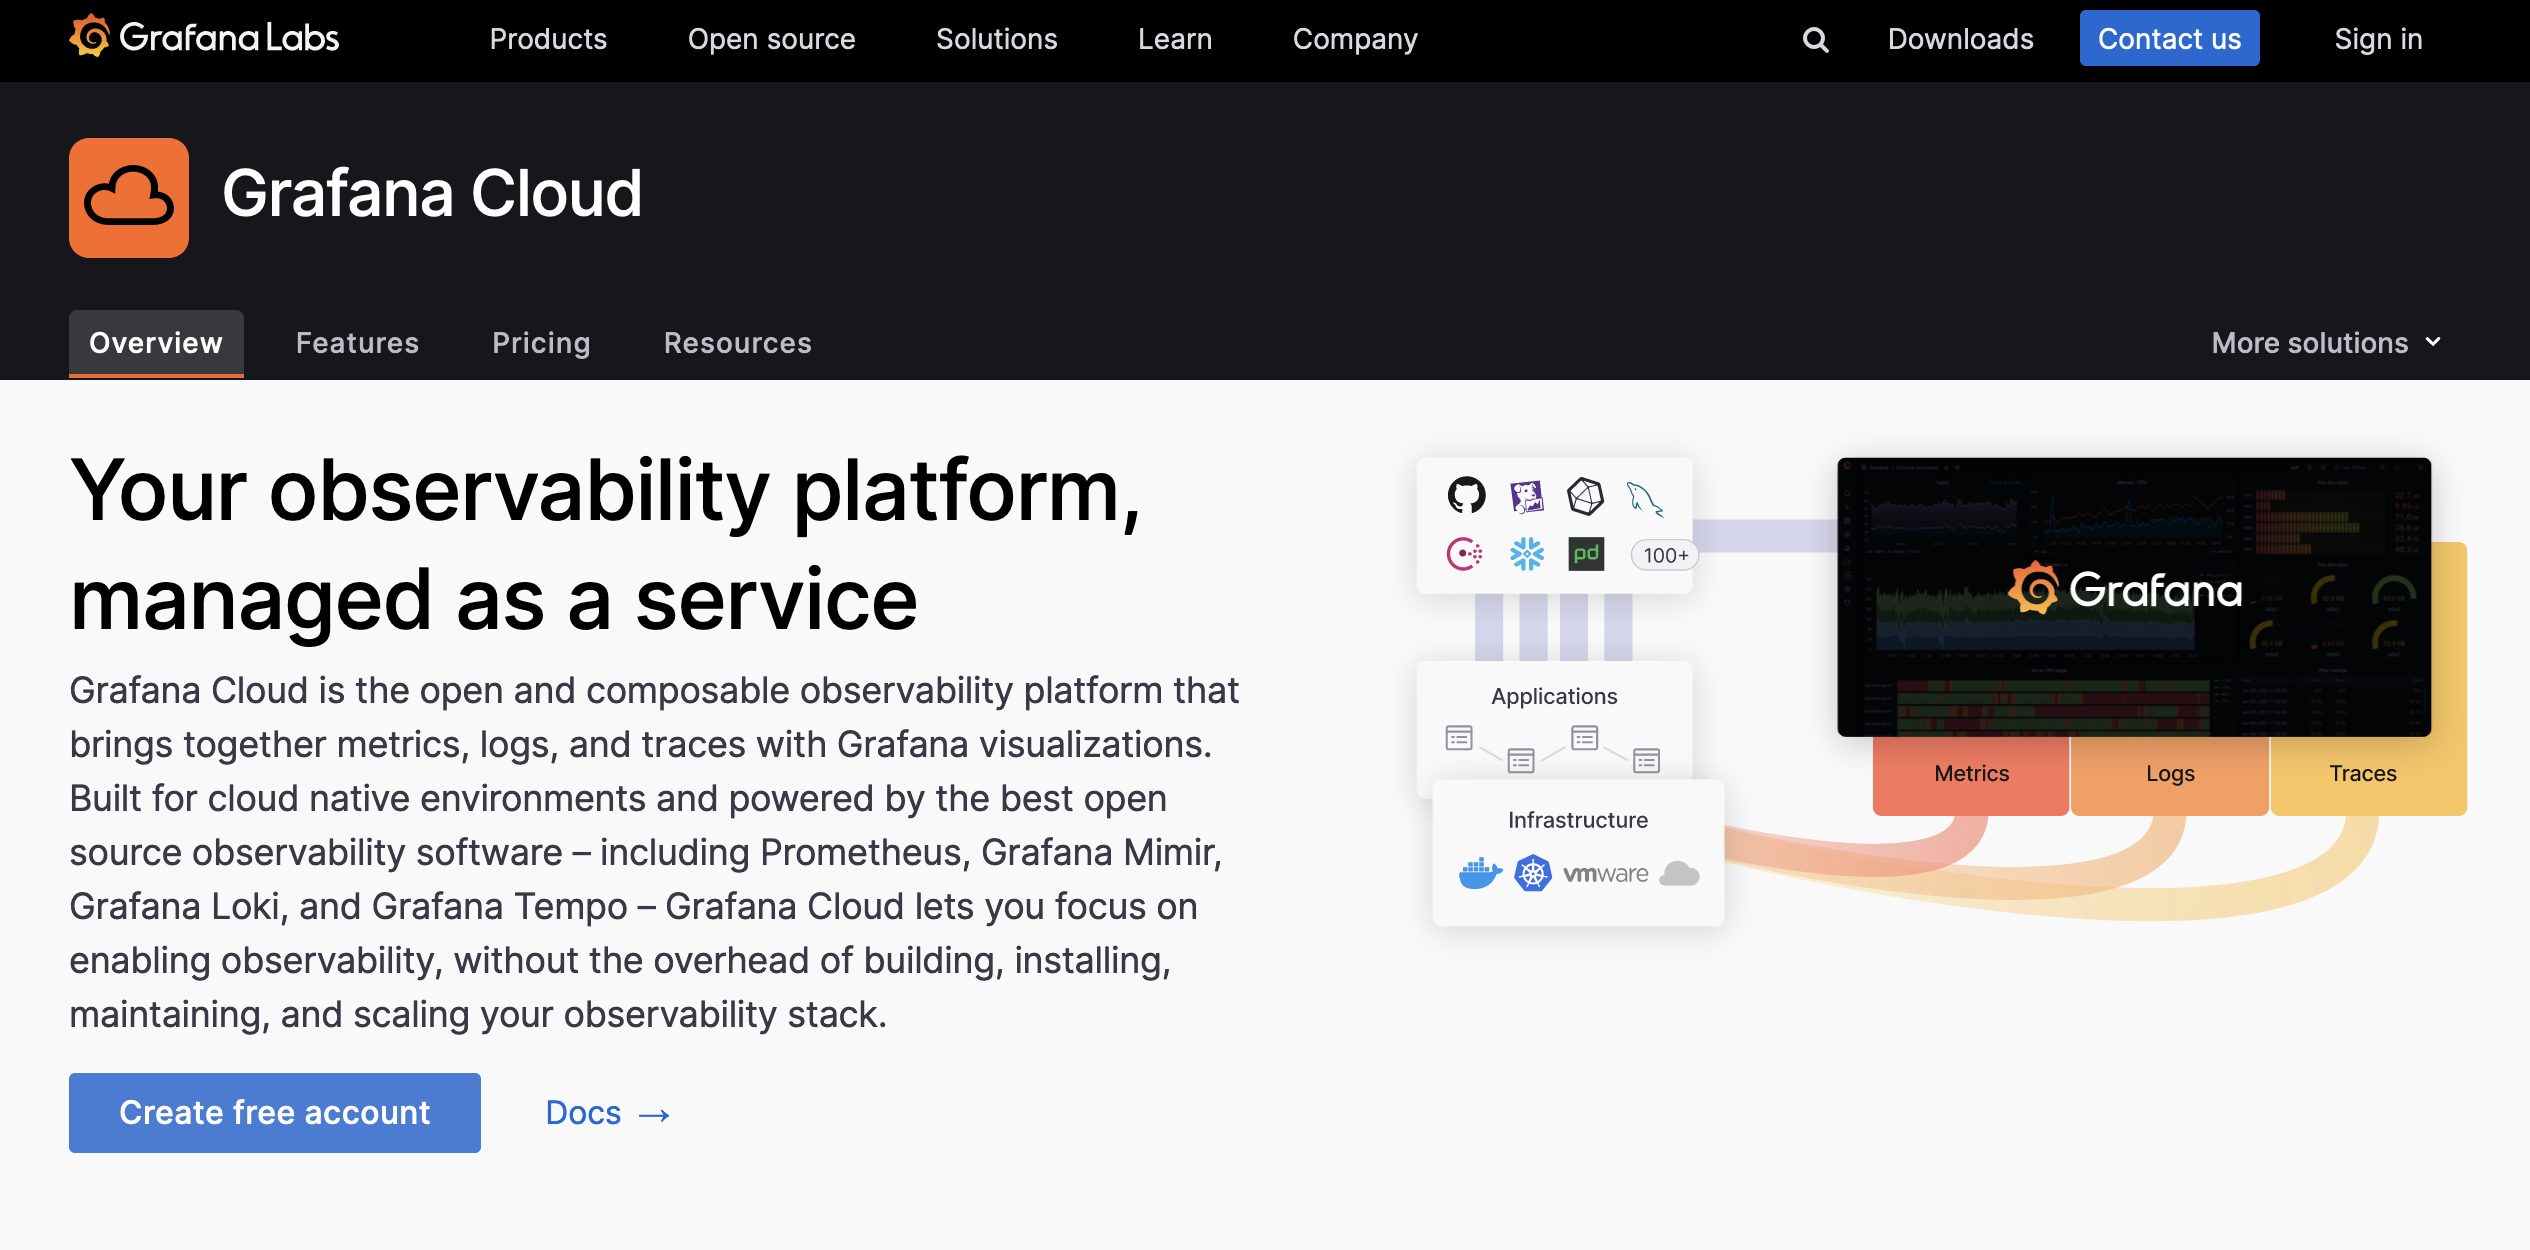 Grafana Labs
Products
Open source
Solutions
Learn
Company
Downloads
Contact us
Sign in
Grafana Cloud
Overview
Features
Pricing
Resources
More solutions
Your observability platform,
managed as a service
Grafana Cloud is the open and composable observability platform that
brings together metrics, logs, and traces with Grafana visualizations.
Built for cloud native environments and powered by the best open
source observability software – including Prometheus, Grafana Mimir,
Grafana Loki, and Grafana Tempo – Grafana Cloud lets you focus on
enabling observability, without the overhead of building, installing,
maintaining, and scaling your observability stack.
Create free account
Docs →
pd
100+
Applications
Infrastructure
vmware
Grafana
Metrics
Logs
Traces